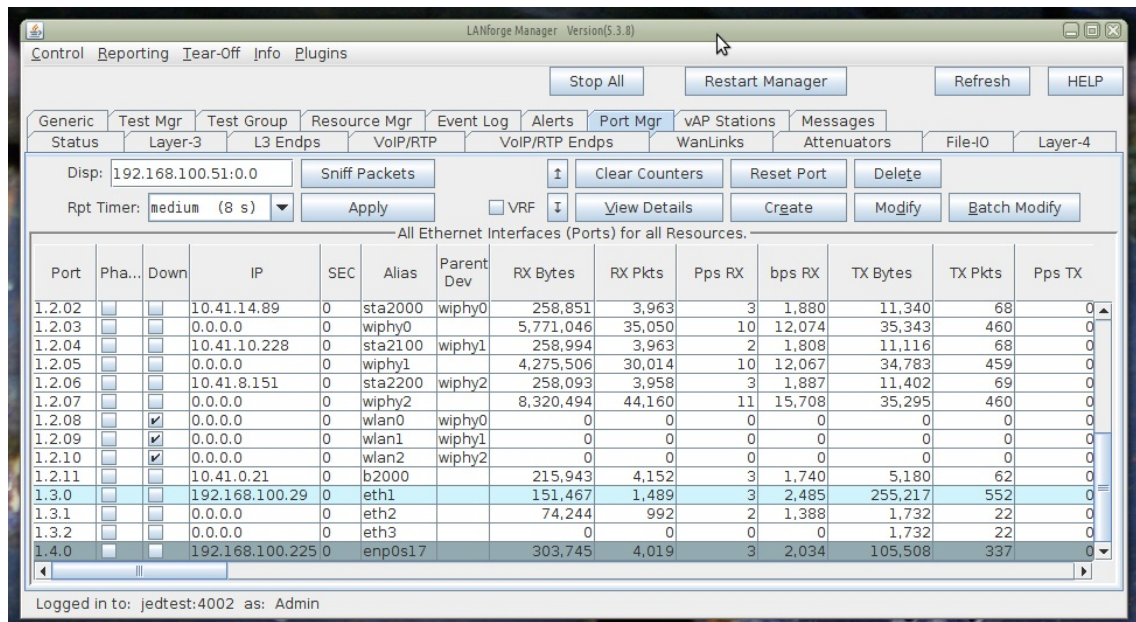 LANforge Manager Version(5.3.8)
Control Reporting Tear-Off Info Plugins
Stop All Restart Manager Refresh HELP
Generic Test Mgr Test Group Resource Mgr Event Log Alerts Port Mgr vAP Stations Messages
Status Layer-3 L3 Endps VoIP/RTP VoIP/RTP Endps WanLinks Attenuators File-IO Layer-4
Disp: 192.168.100.51:0.0 Sniff Packets ↑ Clear Counters Reset Port Delete
Rpt Timer: medium (8 s) Apply VRF ↧ View Details Create Modify Batch Modify
All Ethernet Interfaces (Ports) for all Resources.
Port Pha... Down IP SEC Alias Parent Dev RX Bytes RX Pkts Pps RX bps RX TX Bytes TX Pkts Pps TX
1.2.02 10.41.14.89 0 sta2000 wiphy0 258,851 3,963 3 1,880 11,340 68 0
1.2.03 0.0.0.0 0 wiphy0 5,771,046 35,050 10 12,074 35,343 460 0
1.2.04 10.41.10.228 0 sta2100 wiphy1 258,994 3,963 2 1,808 11,116 68 0
1.2.05 0.0.0.0 0 wiphy1 4,275,506 30,014 10 12,067 34,783 459 0
1.2.06 10.41.8.151 0 sta2200 wiphy2 258,093 3,958 3 1,887 11,402 69 0
1.2.07 0.0.0.0 0 wiphy2 8,320,494 44,160 11 15,708 35,295 460 0
1.2.08 0.0.0.0 0 wlan0 wiphy0 0 0 0 0 0 0 0
1.2.09 0.0.0.0 0 wlan1 wiphy1 0 0 0 0 0 0 0
1.2.10 0.0.0.0 0 wlan2 wiphy2 0 0 0 0 0 0 0
1.2.11 10.41.0.21 0 b2000 215,943 4,152 3 1,740 5,180 62 0
1.3.0 192.168.100.29 0 eth1 151,467 1,489 3 2,485 255,217 552 0
1.3.1 0.0.0.0 0 eth2 74,244 992 2 1,388 1,732 22 0
1.3.2 0.0.0.0 0 eth3 0 0 0 0 1,732 22 0
1.4.0 192.168.100.225 0 enp0s17 303,745 4,019 3 2,034 105,508 337 0
Logged in to: jedtest:4002 as: Admin